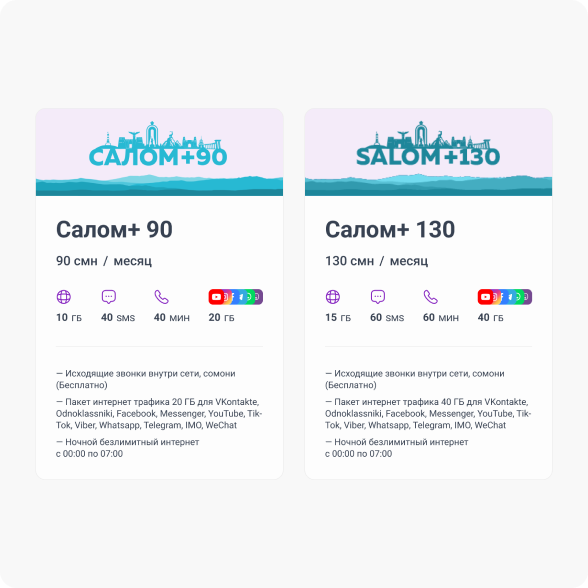 САЛОМ+90
Салом+ 90
90 смн / месяц
10 ГБ
40 SMS
40 МИН
20 ГБ
— Исходящие звонки внутри сети, сомони
(Бесплатно)
— Пакет интернет трафика 20 ГБ для VKontakte,
Odnoklassniki, Facebook, Messenger, YouTube, Tik-
Tok, Viber, Whatsapp, Telegram, IMO, WeChat
— Ночной безлимитный интернет
с 00:00 по 07:00
SALOM+130
Салом+ 130
130 смн / месяц
15 ГБ
60 SMS
60 МИН
40 ГБ
— Исходящие звонки внутри сети, сомони
(Бесплатно)
— Пакет интернет трафика 40 ГБ для VKontakte,
Odnoklassniki, Facebook, Messenger, YouTube, Tik-
Tok, Viber, Whatsapp, Telegram, IMO, WeChat
— Ночной безлимитный интернет
с 00:00 по 07:00